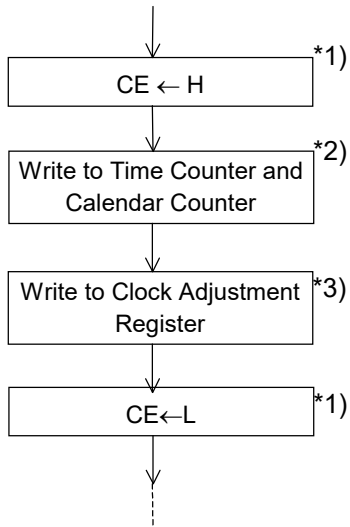 *1)
CE ← H
*2)
Write to Time Counter and
Calendar Counter
*3)
Write to Clock Adjustment
Register
*1)
CE←L